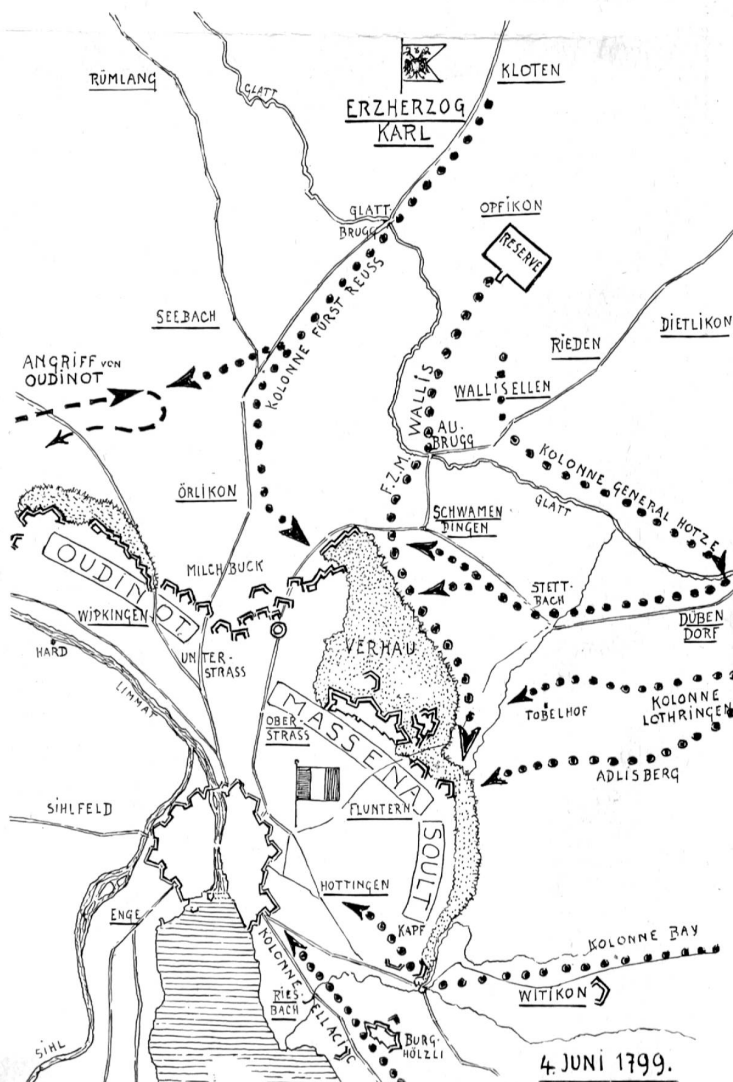 RÜMLANG
GLATT
ERZHERZOG
KARL
KLOTEN
GLATT-
BRUGG
OPFIKON
RESERVE
SEEBACH
KOLONNE FÜRST REUSS
DIETLIKON
RIEDEN
ANGRIFF VON
OUDINOT
WALLIS
WALLISELLEN
AU-
BRUGG
F.Z.M.
KOLONNE GENERAL HOTZE
GLATT
ÖRLIKON
SCHWAMEN
DINGEN
OUDINOT
MILCHBUCK
STETT-
BACH
DÜBEN
DORF
WIPKINGEN
HARD
UNTER-
STRASS
VERHAU
LIMMAT
OBER-
STRASS
MASSENA
TOBELHOF
KOLONNE
LOTHRINGEN
ADLISBERG
SIHLFELD
FLUNTERN
SOULT
HOTTINGEN
KAPF
ENGE
KOLONNE BAY
KOLONNE JELLACIC
RIES-
BACH
WITIKON
BURG-
HÖLZLI
SIHL
4. JUNI 1799.